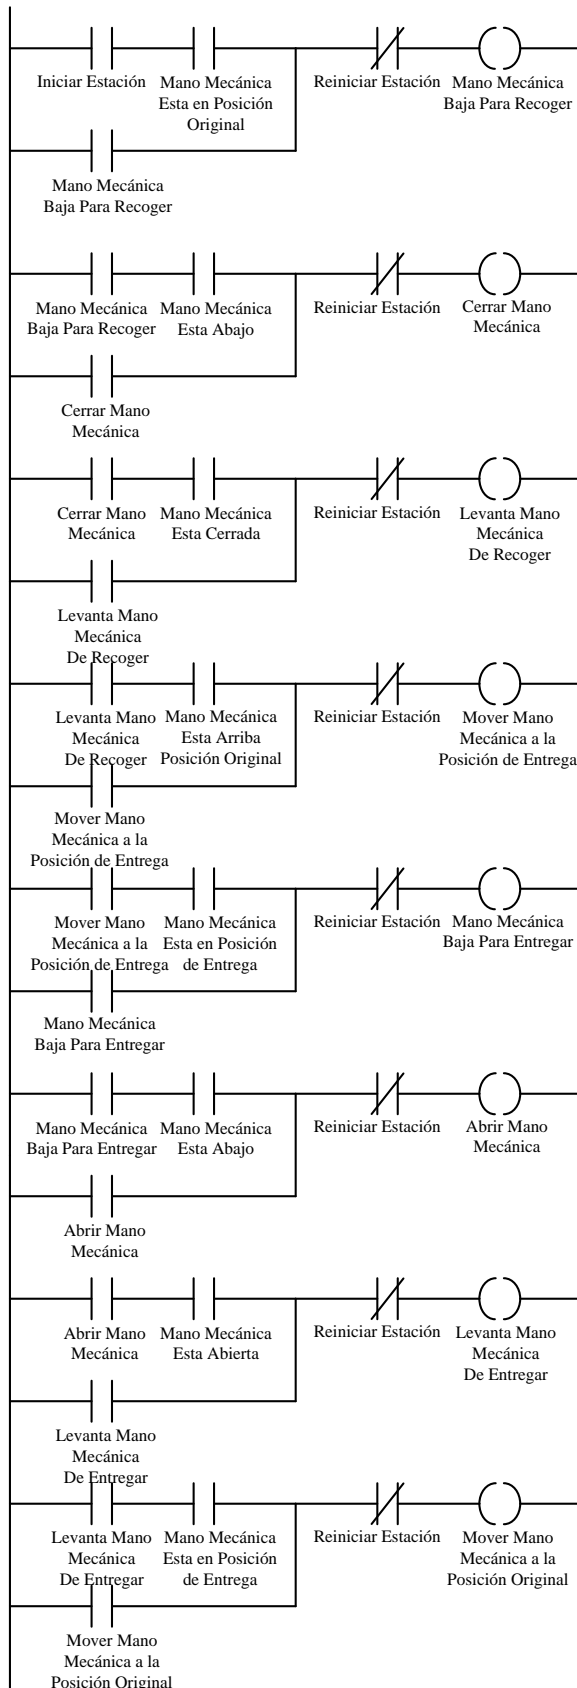 Iniciar Estación
Mano Mecánica
Esta en Posición
Original
Reiniciar Estación
Mano Mecánica
Baja Para Recoger
Mano Mecánica
Baja Para Recoger
Mano Mecánica
Baja Para Recoger
Mano Mecánica
Esta Abajo
Reiniciar Estación
Cerrar Mano
Mecánica
Cerrar Mano
Mecánica
Cerrar Mano
Mecánica
Mano Mecánica
Esta Cerrada
Reiniciar Estación
Levanta Mano
Mecánica
De Recoger
Levanta Mano
Mecánica
De Recoger
Levanta Mano
Mecánica
De Recoger
Mano Mecánica
Esta Arriba
Posición Original
Reiniciar Estación
Mover Mano
Mecánica a la
Posición de Entrega
Mover Mano
Mecánica a la
Posición de Entrega
Mover Mano
Mecánica a la
Posición de Entrega
Mano Mecánica
Esta en Posición
de Entrega
Reiniciar Estación
Mano Mecánica
Baja Para Entregar
Mano Mecánica
Baja Para Entregar
Mano Mecánica
Baja Para Entregar
Mano Mecánica
Esta Abajo
Reiniciar Estación
Abrir Mano
Mecánica
Abrir Mano
Mecánica
Abrir Mano
Mecánica
Mano Mecánica
Esta Abierta
Reiniciar Estación
Levanta Mano
Mecánica
De Entregar
Levanta Mano
Mecánica
De Entregar
Levanta Mano
Mecánica
De Entregar
Mano Mecánica
Esta en Posición
de Entrega
Reiniciar Estación
Mover Mano
Mecánica a la
Posición Original
Mover Mano
Mecánica a la
Posición Original